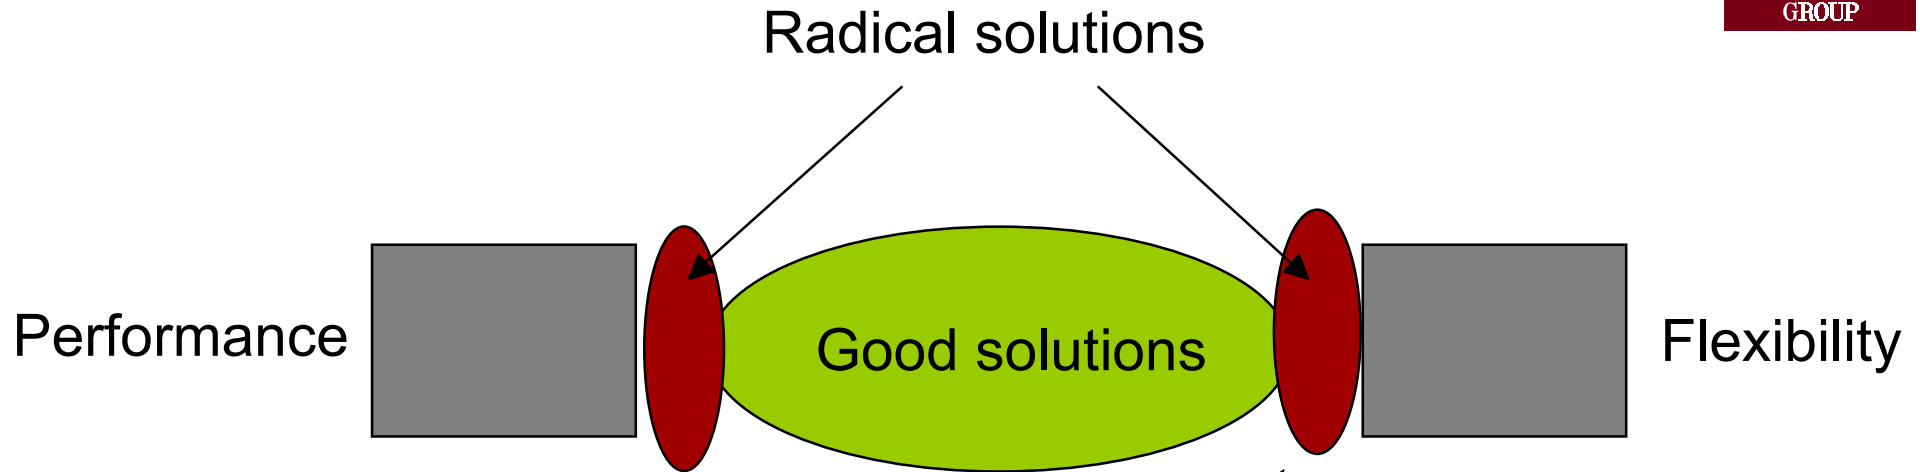 GROUP
Radical solutions
Performance
Good solutions
Flexibility